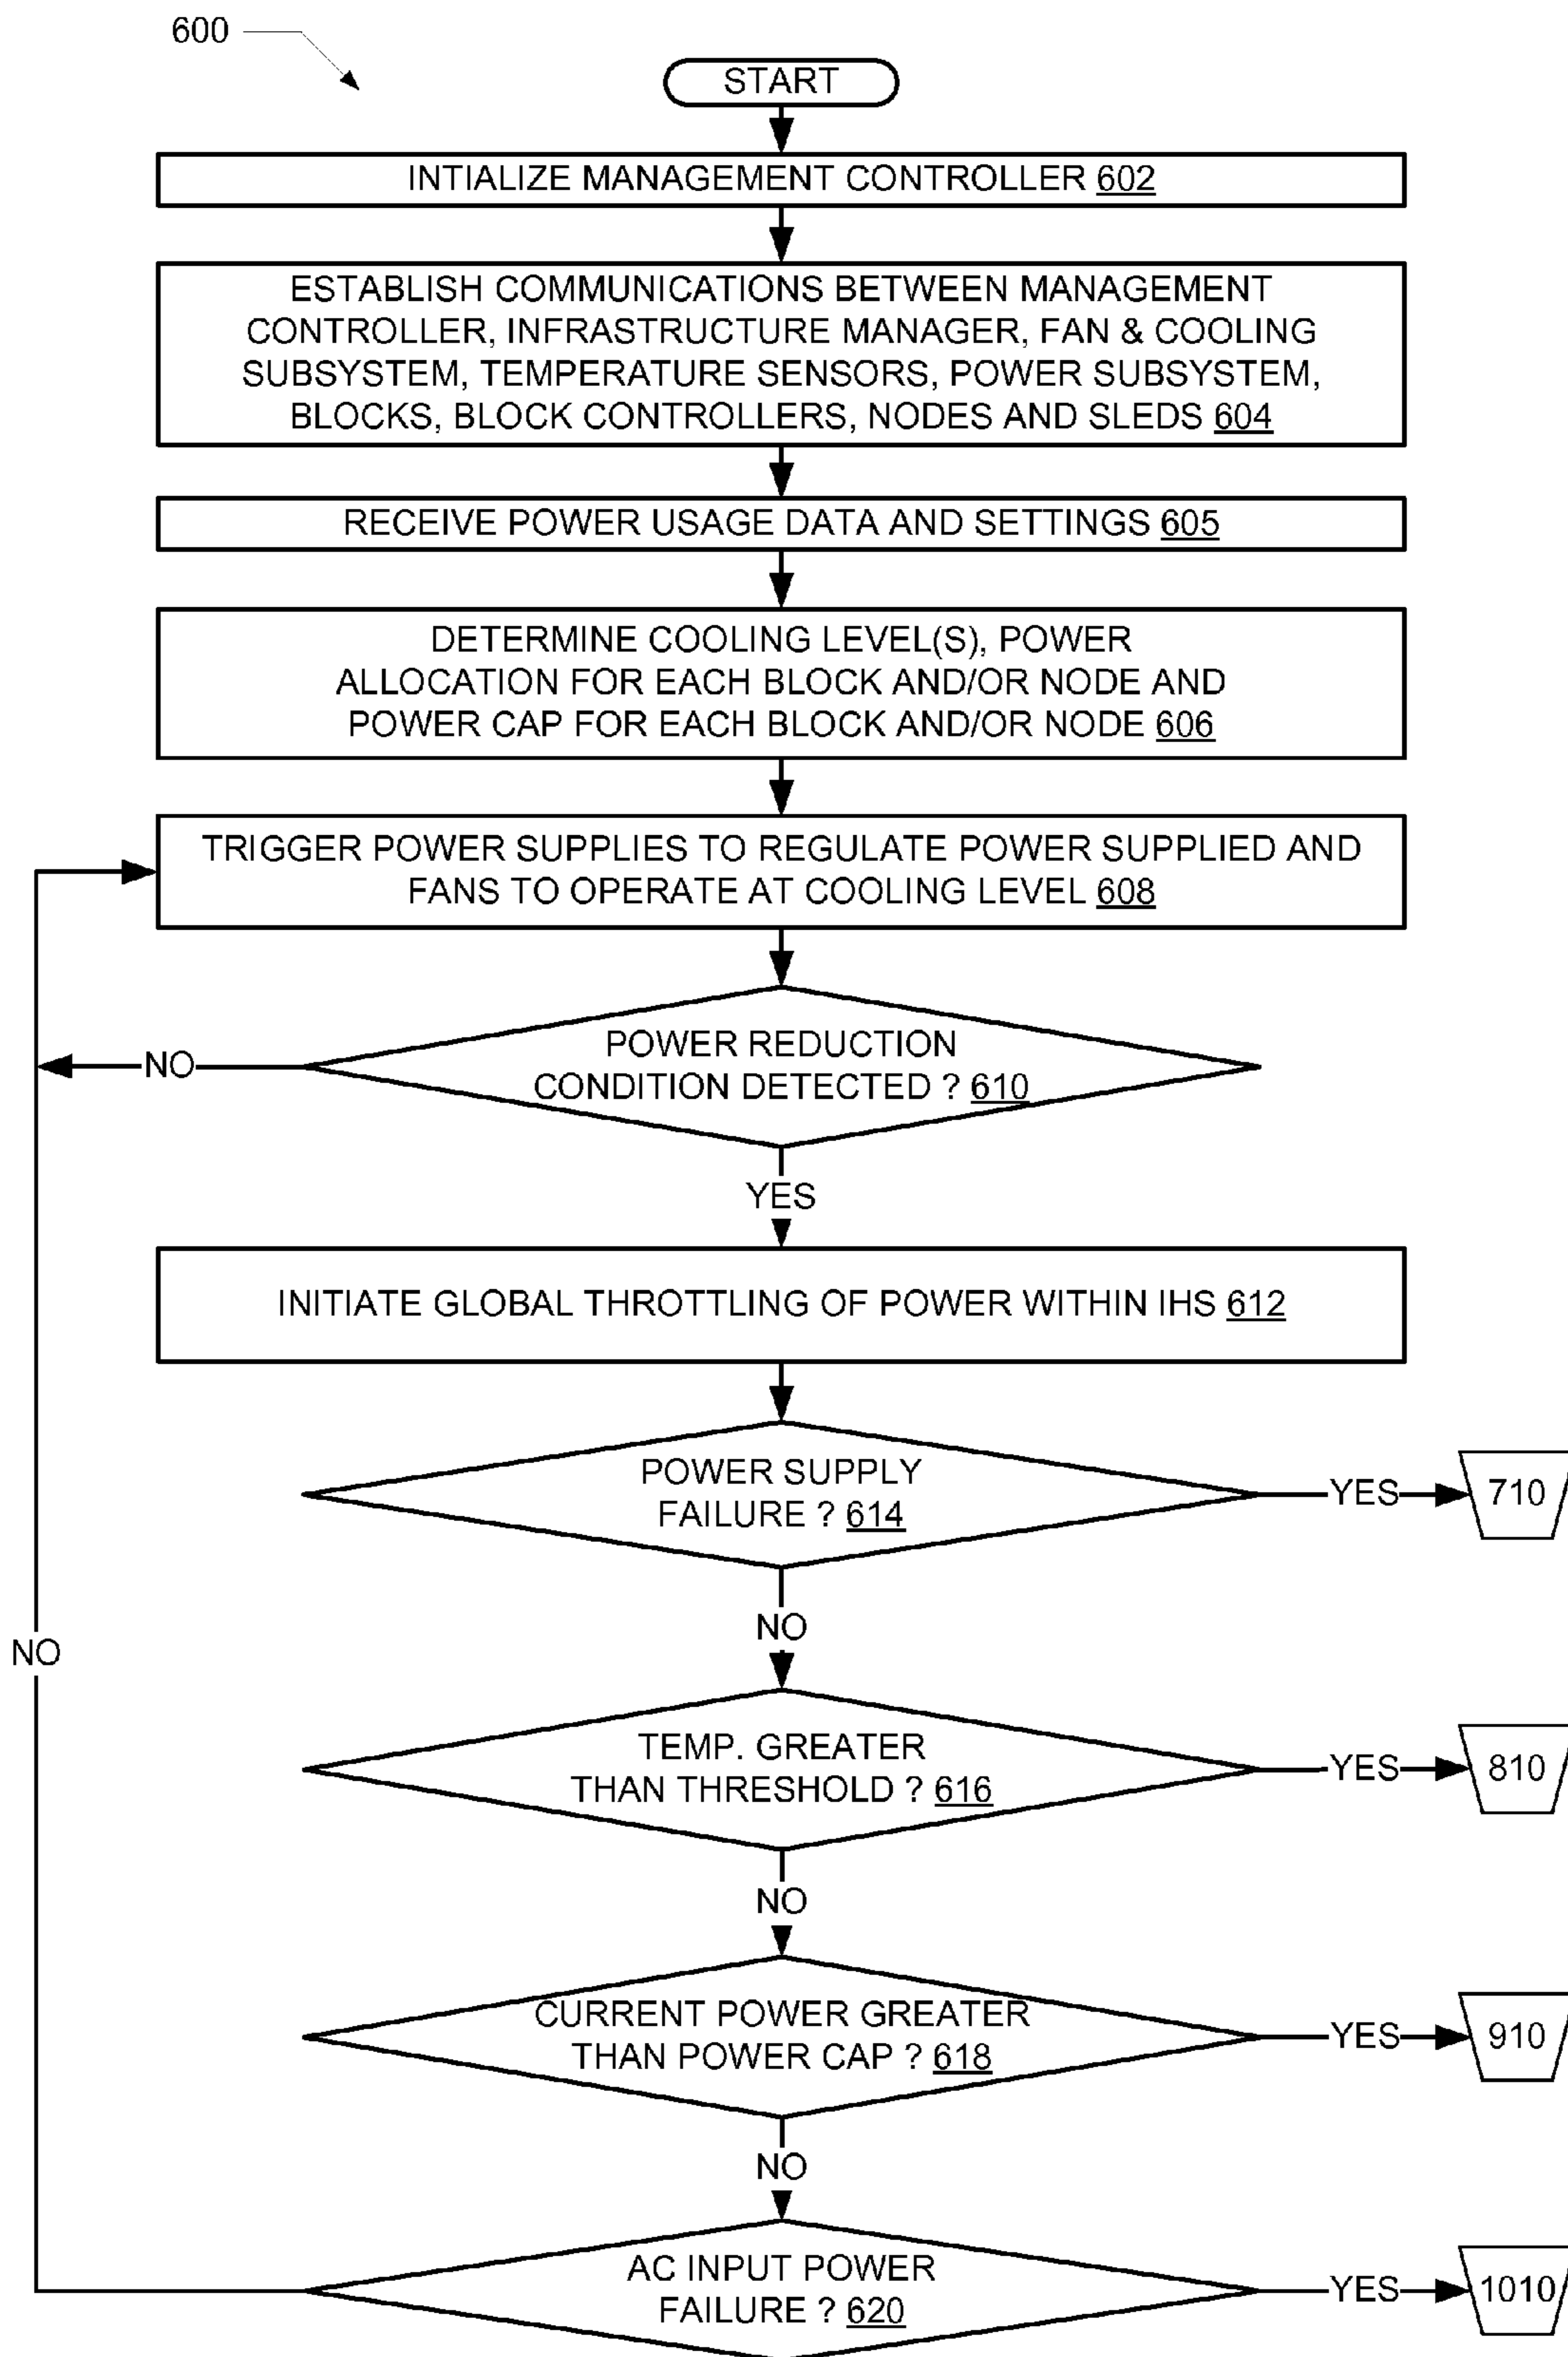 600
START
INTIALIZE MANAGEMENT CONTROLLER 602
ESTABLISH COMMUNICATIONS BETWEEN MANAGEMENT
CONTROLLER, INFRASTRUCTURE MANAGER, FAN & COOLING
SUBSYSTEM, TEMPERATURE SENSORS, POWER SUBSYSTEM,
BLOCKS, BLOCK CONTROLLERS, NODES AND SLEDS 604
RECEIVE POWER USAGE DATA AND SETTINGS 605
DETERMINE COOLING LEVEL(S), POWER
ALLOCATION FOR EACH BLOCK AND/OR NODE AND
POWER CAP FOR EACH BLOCK AND/OR NODE 606
TRIGGER POWER SUPPLIES TO REGULATE POWER SUPPLIED AND
FANS TO OPERATE AT COOLING LEVEL 608
POWER REDUCTION
CONDITION DETECTED ? 610
NO
YES
INITIATE GLOBAL THROTTLING OF POWER WITHIN IHS 612
POWER SUPPLY
FAILURE ? 614
YES
710
NO
NO
TEMP. GREATER
THAN THRESHOLD ? 616
YES
810
NO
CURRENT POWER GREATER
THAN POWER CAP ? 618
YES
910
NO
AC INPUT POWER
FAILURE ? 620
YES
1010